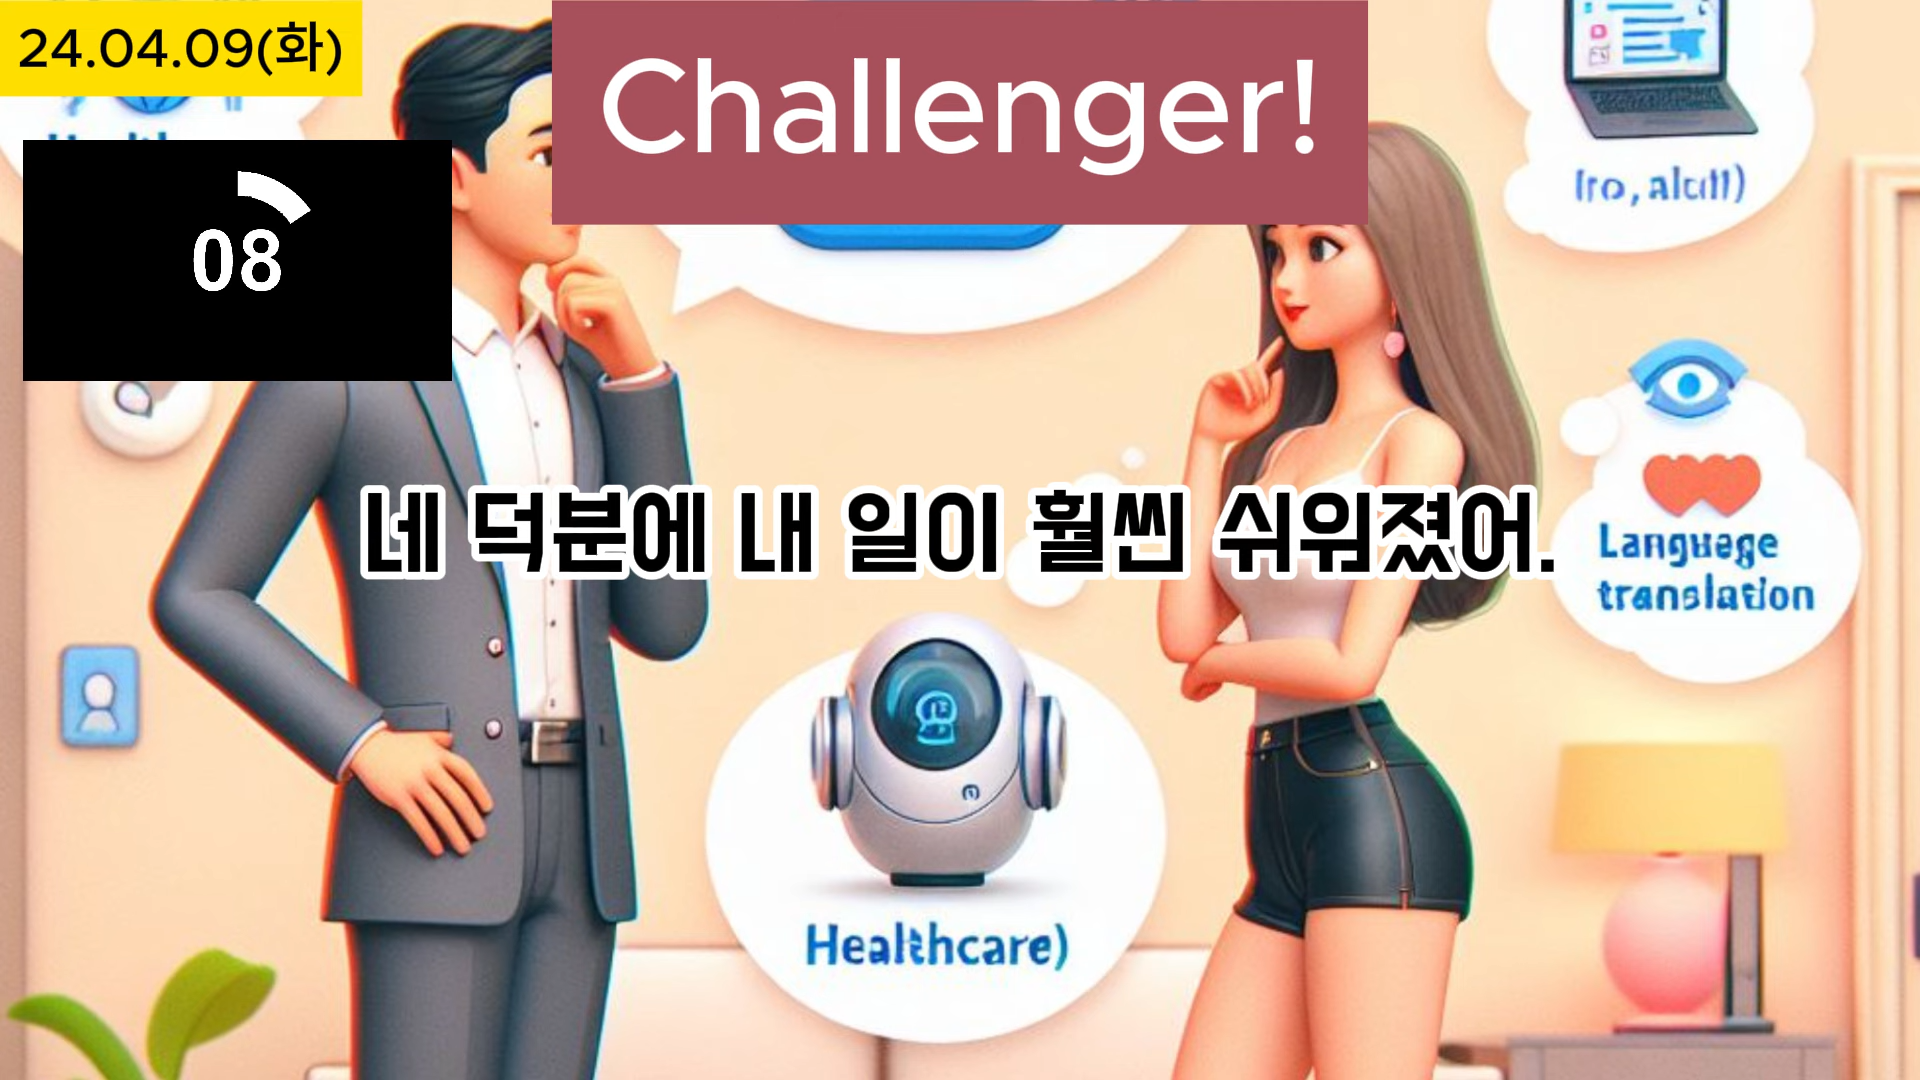 24.04.09(화)
Challenger!
08
네 덕분에 내 일이 훨씬 쉬워졌어.
Language
translation
Healthcare)